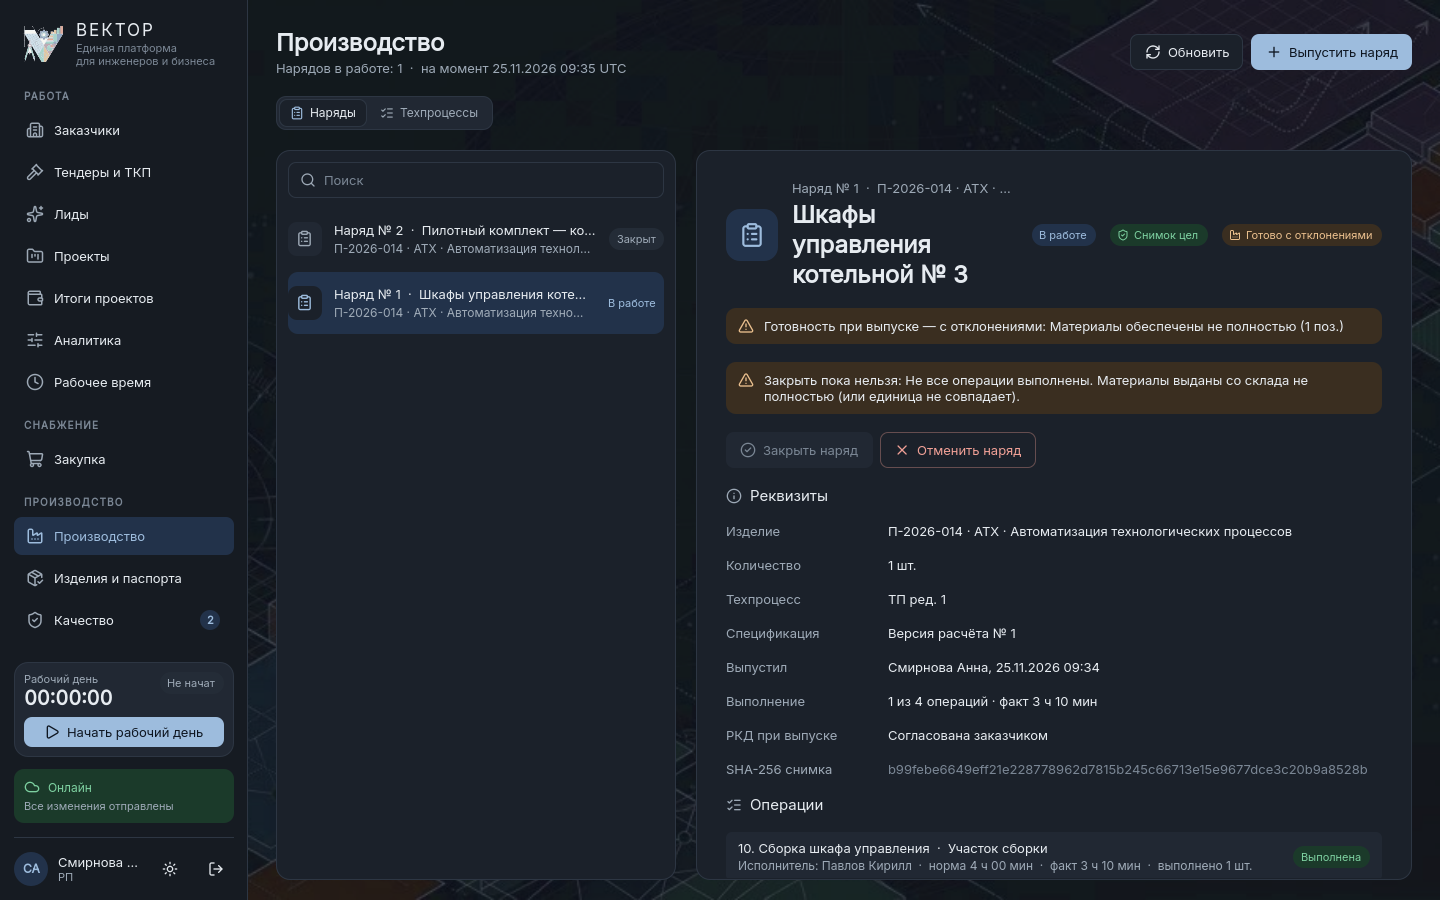 ВЕКТОР
Единая платформа
для инженеров и бизнеса
РАБОТА
Заказчики
Тендеры и ТКП
Лиды
Проекты
Итоги проектов
Аналитика
Рабочее время
СНАБЖЕНИЕ
Закупка
ПРОИЗВОДСТВО
Производство
Изделия и паспорта
Качество 2
Рабочий день
Не начат
00:00:00
Начать рабочий день
Онлайн
Все изменения отправлены
СА
Смирнова ...
РП
Производство
Нарядов в работе: 1 · на момент 25.11.2026 09:35 UTC
Обновить
Выпустить наряд
Наряды
Техпроцессы
Поиск
Наряд № 2 · Пилотный комплект — ко...
П-2026-014 · АТХ · Автоматизация технол...
Закрыт
Наряд № 1 · Шкафы управления коте...
П-2026-014 · АТХ · Автоматизация техно...
В работе
Наряд № 1 · П-2026-014 · АТХ · ...
Шкафы
управления
котельной № 3
В работе
Снимок цел
Готово с отклонениями
Готовность при выпуске — с отклонениями: Материалы обеспечены не полностью (1 поз.)
Закрыть пока нельзя: Не все операции выполнены. Материалы выданы со склада не
полностью (или единица не совпадает).
Закрыть наряд
Отменить наряд
Реквизиты
Изделие П-2026-014 · АТХ · Автоматизация технологических процессов
Количество 1 шт.
Техпроцесс ТП ред. 1
Спецификация Версия расчёта № 1
Выпустил Смирнова Анна, 25.11.2026 09:34
Выполнение 1 из 4 операций · факт 3 ч 10 мин
РКД при выпуске Согласована заказчиком
SHA-256 снимка b99febe6649eff21e228778962d7815b245c66713e15e9677dce3c20b9a8528b
Операции
10. Сборка шкафа управления · Участок сборки
Исполнитель: Павлов Кирилл · норма 4 ч 00 мин · факт 3 ч 10 мин · выполнено 1 шт.
Выполнена